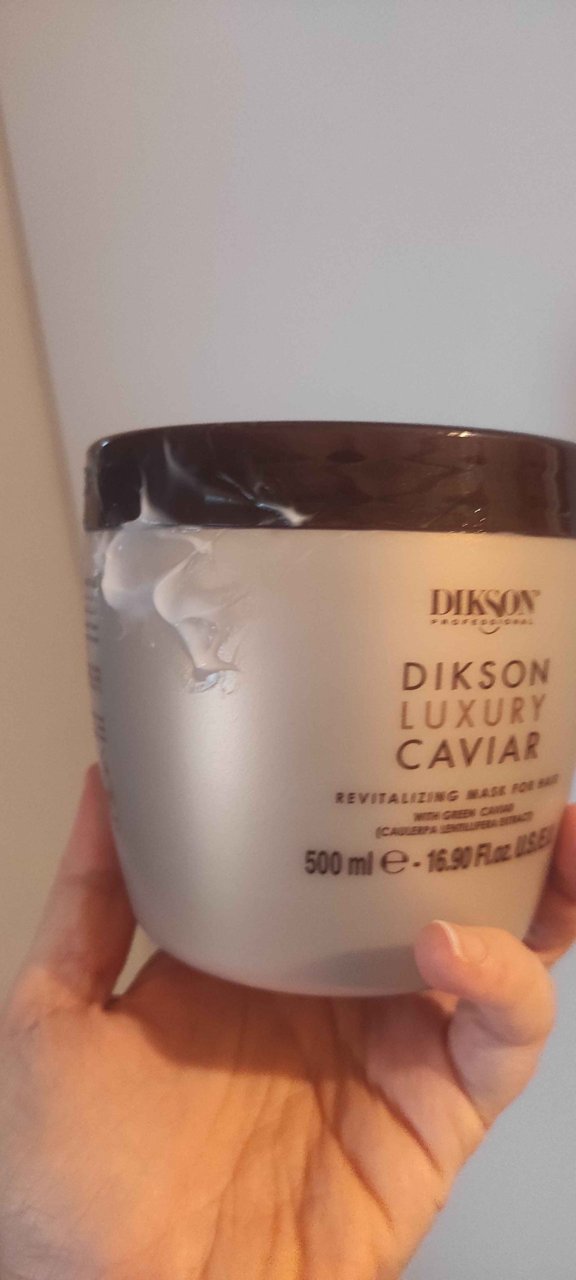 DIKSON
PROFESSIONAL
DIKSON
LUXURY
CAVIAR
REVITALIZING MASK FOR HAIR
WITH GREEN CAVIAR
(CAULERPA LENTILLIFERA EXTRACT)
500 ml e - 16.90 Fl.oz. U.S.E.